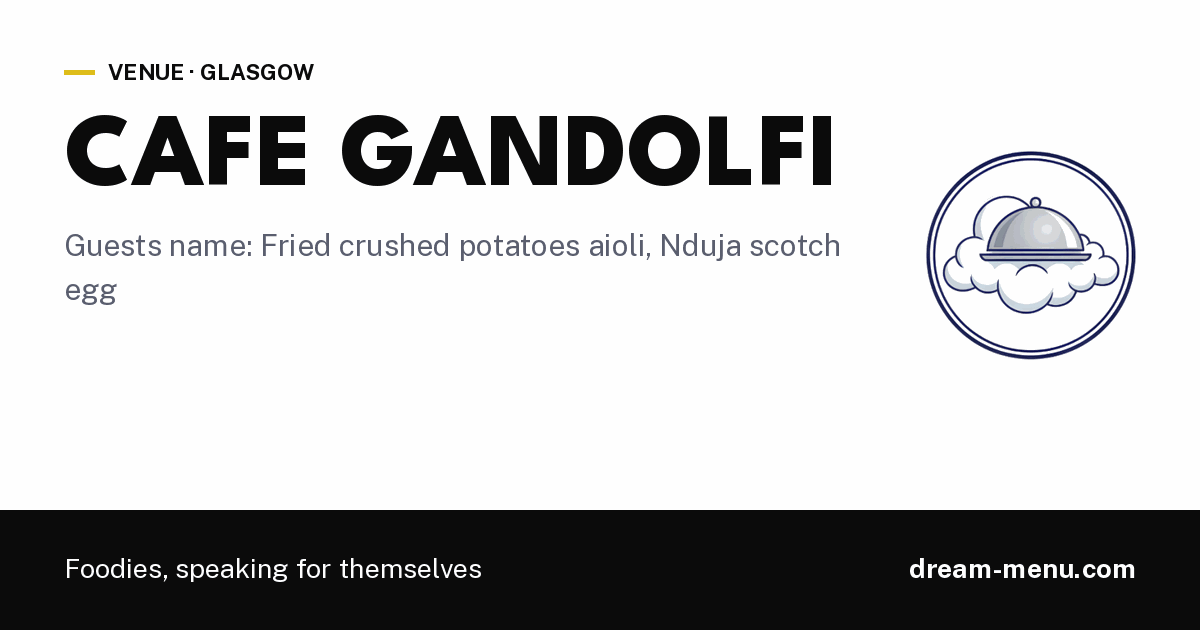 VENUE · GLASGOW
CAFE GANDOLFI
Guests name: Fried crushed potatoes aioli, Nduja scotch
egg
Foodies, speaking for themselves
dream-menu.com